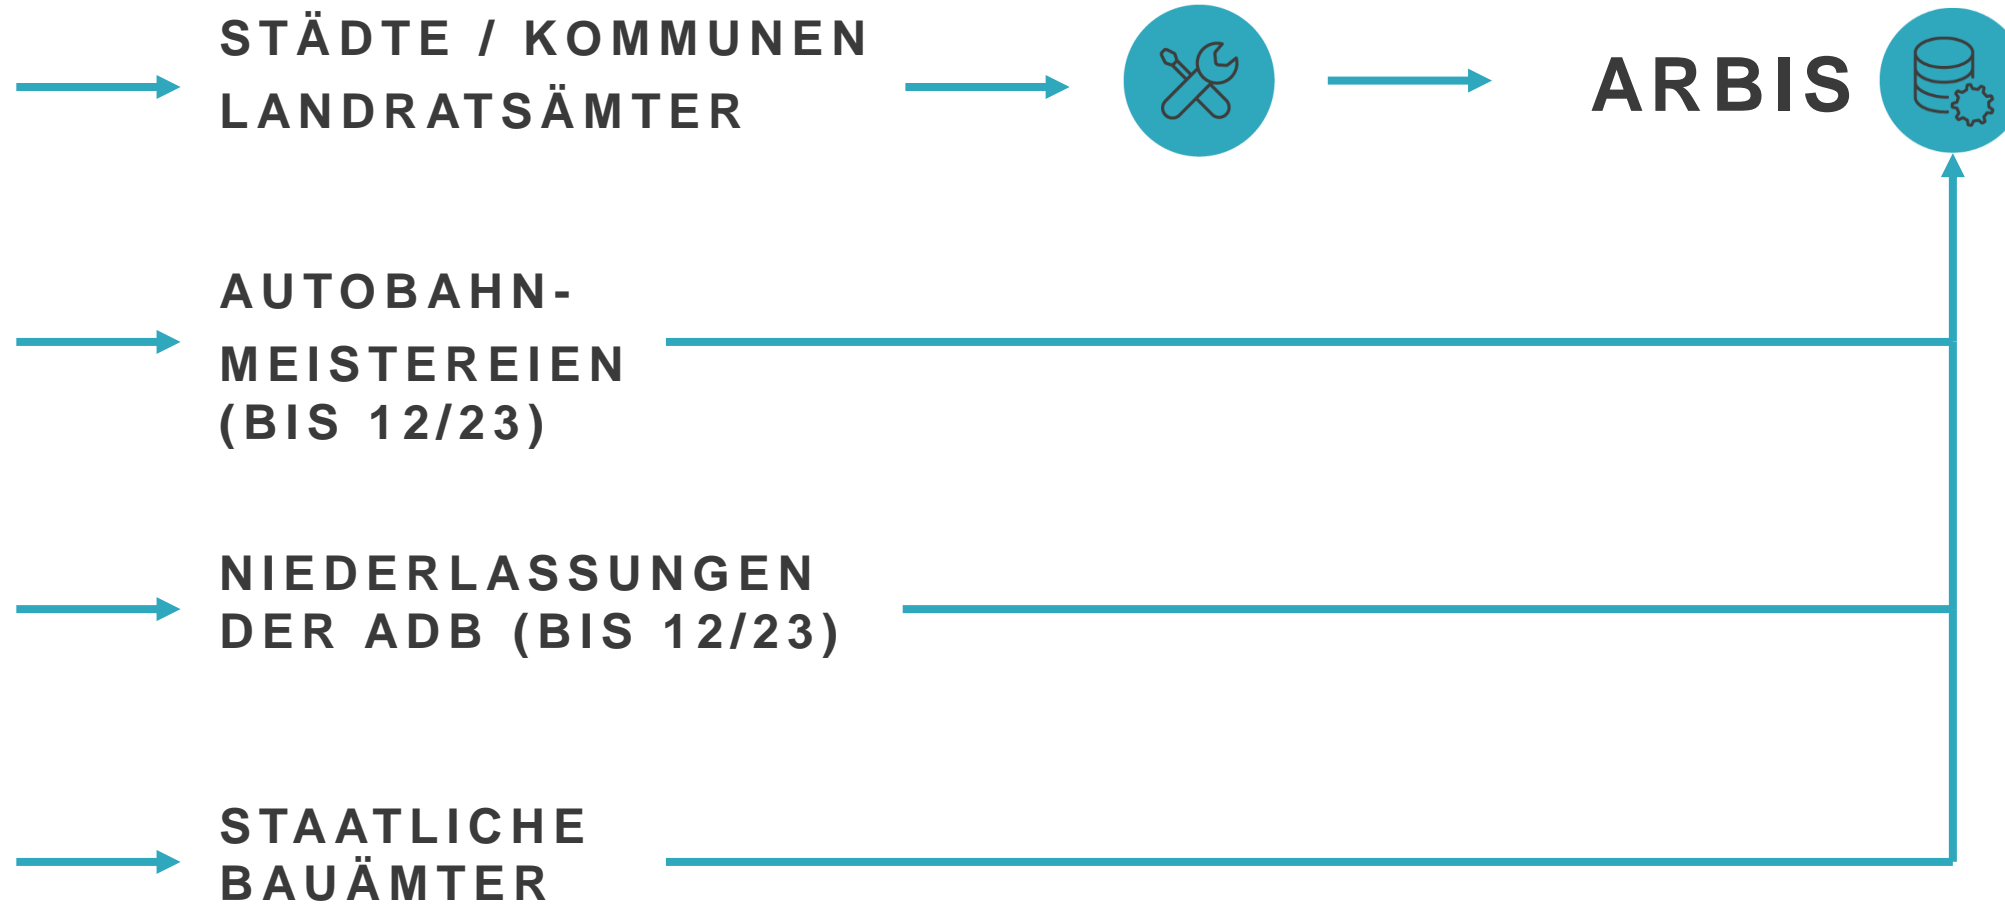 STÄDTE / KOMMUNEN
LANDRATSÄMTER
ARBIS
AUTOBAHN-
MEISTEREIEN
(BIS 12/23)
NIEDERLASSUNGEN
DER ADB (BIS 12/23)
STAATLICHE
BAUÄMTER